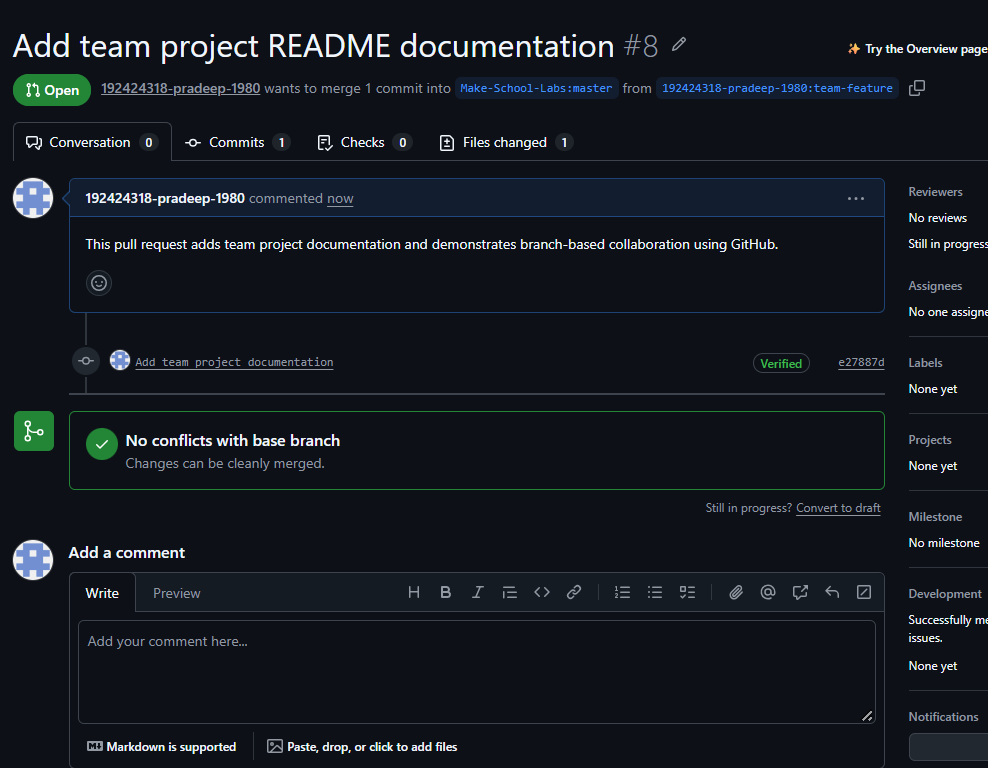 Add team project README documentation #8
Try the Overview page
Open 192424318-pradeep-1980 wants to merge 1 commit into Make-School-Labs:master from 192424318-pradeep-1980:team-feature
Conversation 0 Commits 1 Checks 0 Files changed 1
192424318-pradeep-1980 commented now
This pull request adds team project documentation and demonstrates branch-based collaboration using GitHub.
Add team project documentation Verified e27887d
No conflicts with base branch
Changes can be cleanly merged.
Still in progress? Convert to draft
Add a comment
Write Preview
Add your comment here...
Markdown is supported Paste, drop, or click to add files
Reviewers
No reviews
Still in progress
Assignees
No one assigne
Labels
None yet
Projects
None yet
Milestone
No milestone
Development
Successfully me
issues.
None yet
Notifications